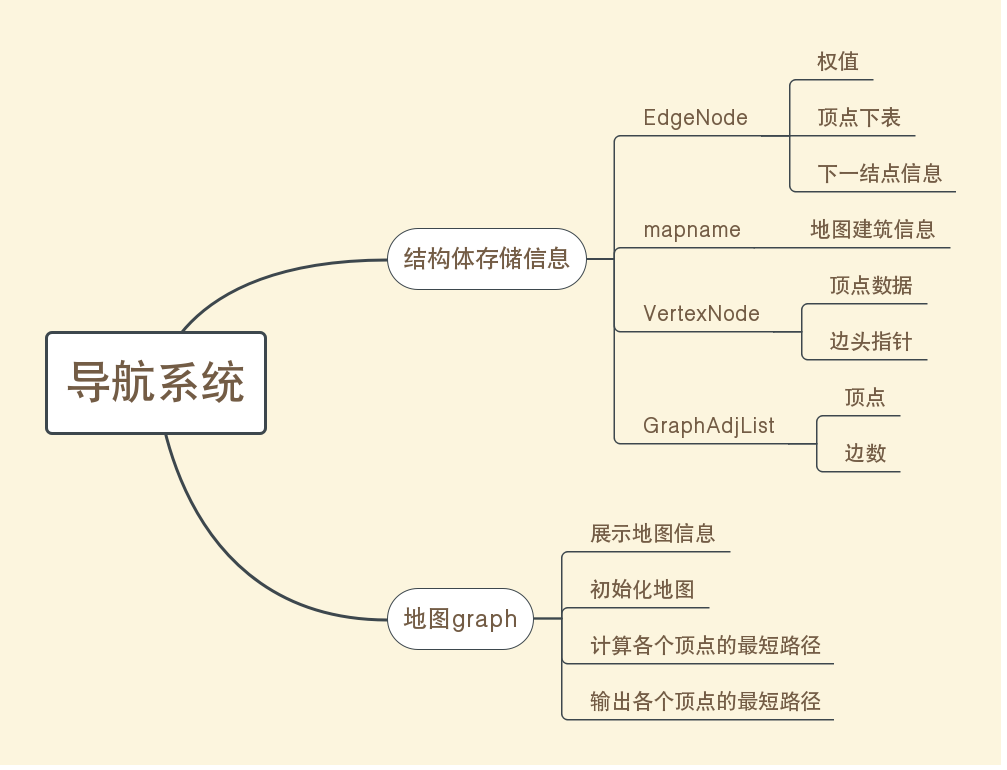 导航系统
结构体存储信息
EdgeNode
权值
顶点下表
下一结点信息
mapname
地图建筑信息
VertexNode
顶点数据
边头指针
GraphAdjList
顶点
边数
地图graph
展示地图信息
初始化地图
计算各个顶点的最短路径
输出各个顶点的最短路径